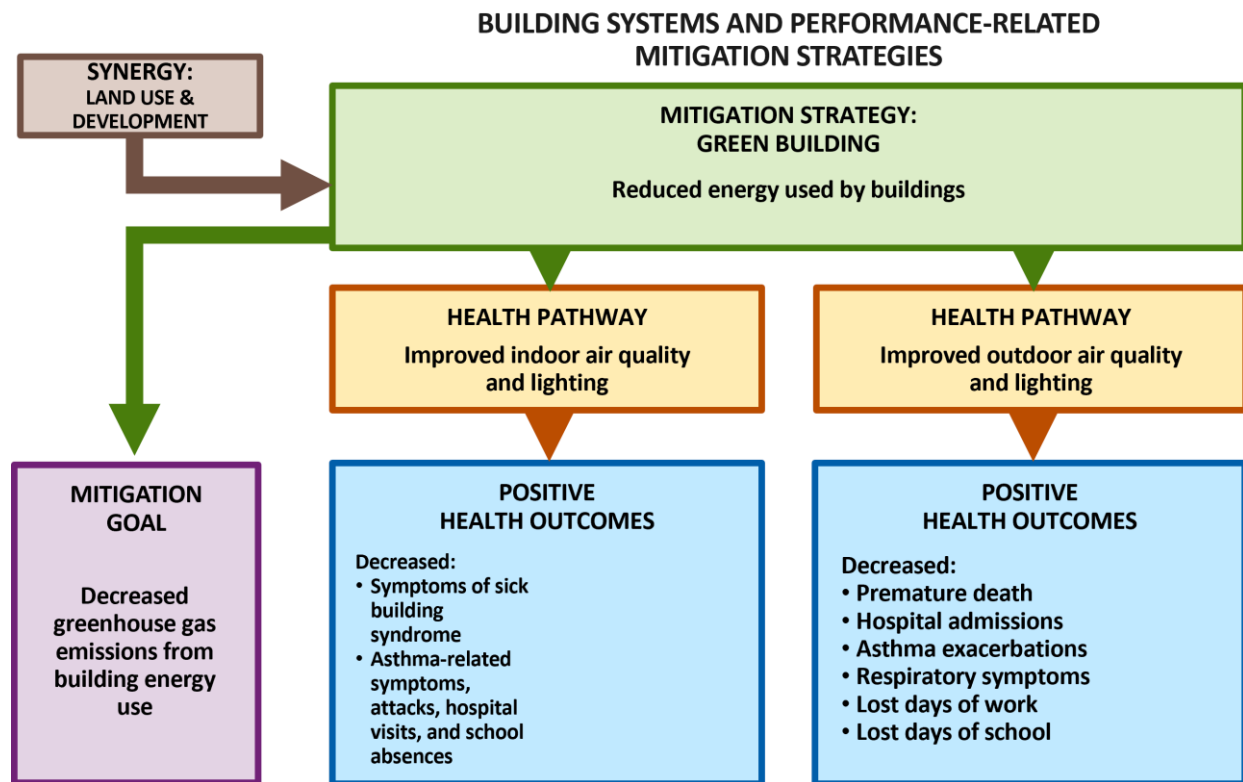 BUILDING SYSTEMS AND PERFORMANCE-RELATED
MITIGATION STRATEGIES
SYNERGY:
LAND USE &
DEVELOPMENT
MITIGATION STRATEGY:
GREEN BUILDING
Reduced energy used by buildings
HEALTH PATHWAY
Improved indoor air quality
and lighting
HEALTH PATHWAY
Improved outdoor air quality
and lighting
MITIGATION
GOAL
Decreased
greenhouse gas
emissions from
building energy
use
POSITIVE
HEALTH OUTCOMES
Decreased:
• Symptoms of sick
building
syndrome
• Asthma-related
symptoms,
attacks, hospital
visits, and school
absences
POSITIVE
HEALTH OUTCOMES
Decreased:
• Premature death
• Hospital admissions
• Asthma exacerbations
• Respiratory symptoms
• Lost days of work
• Lost days of school